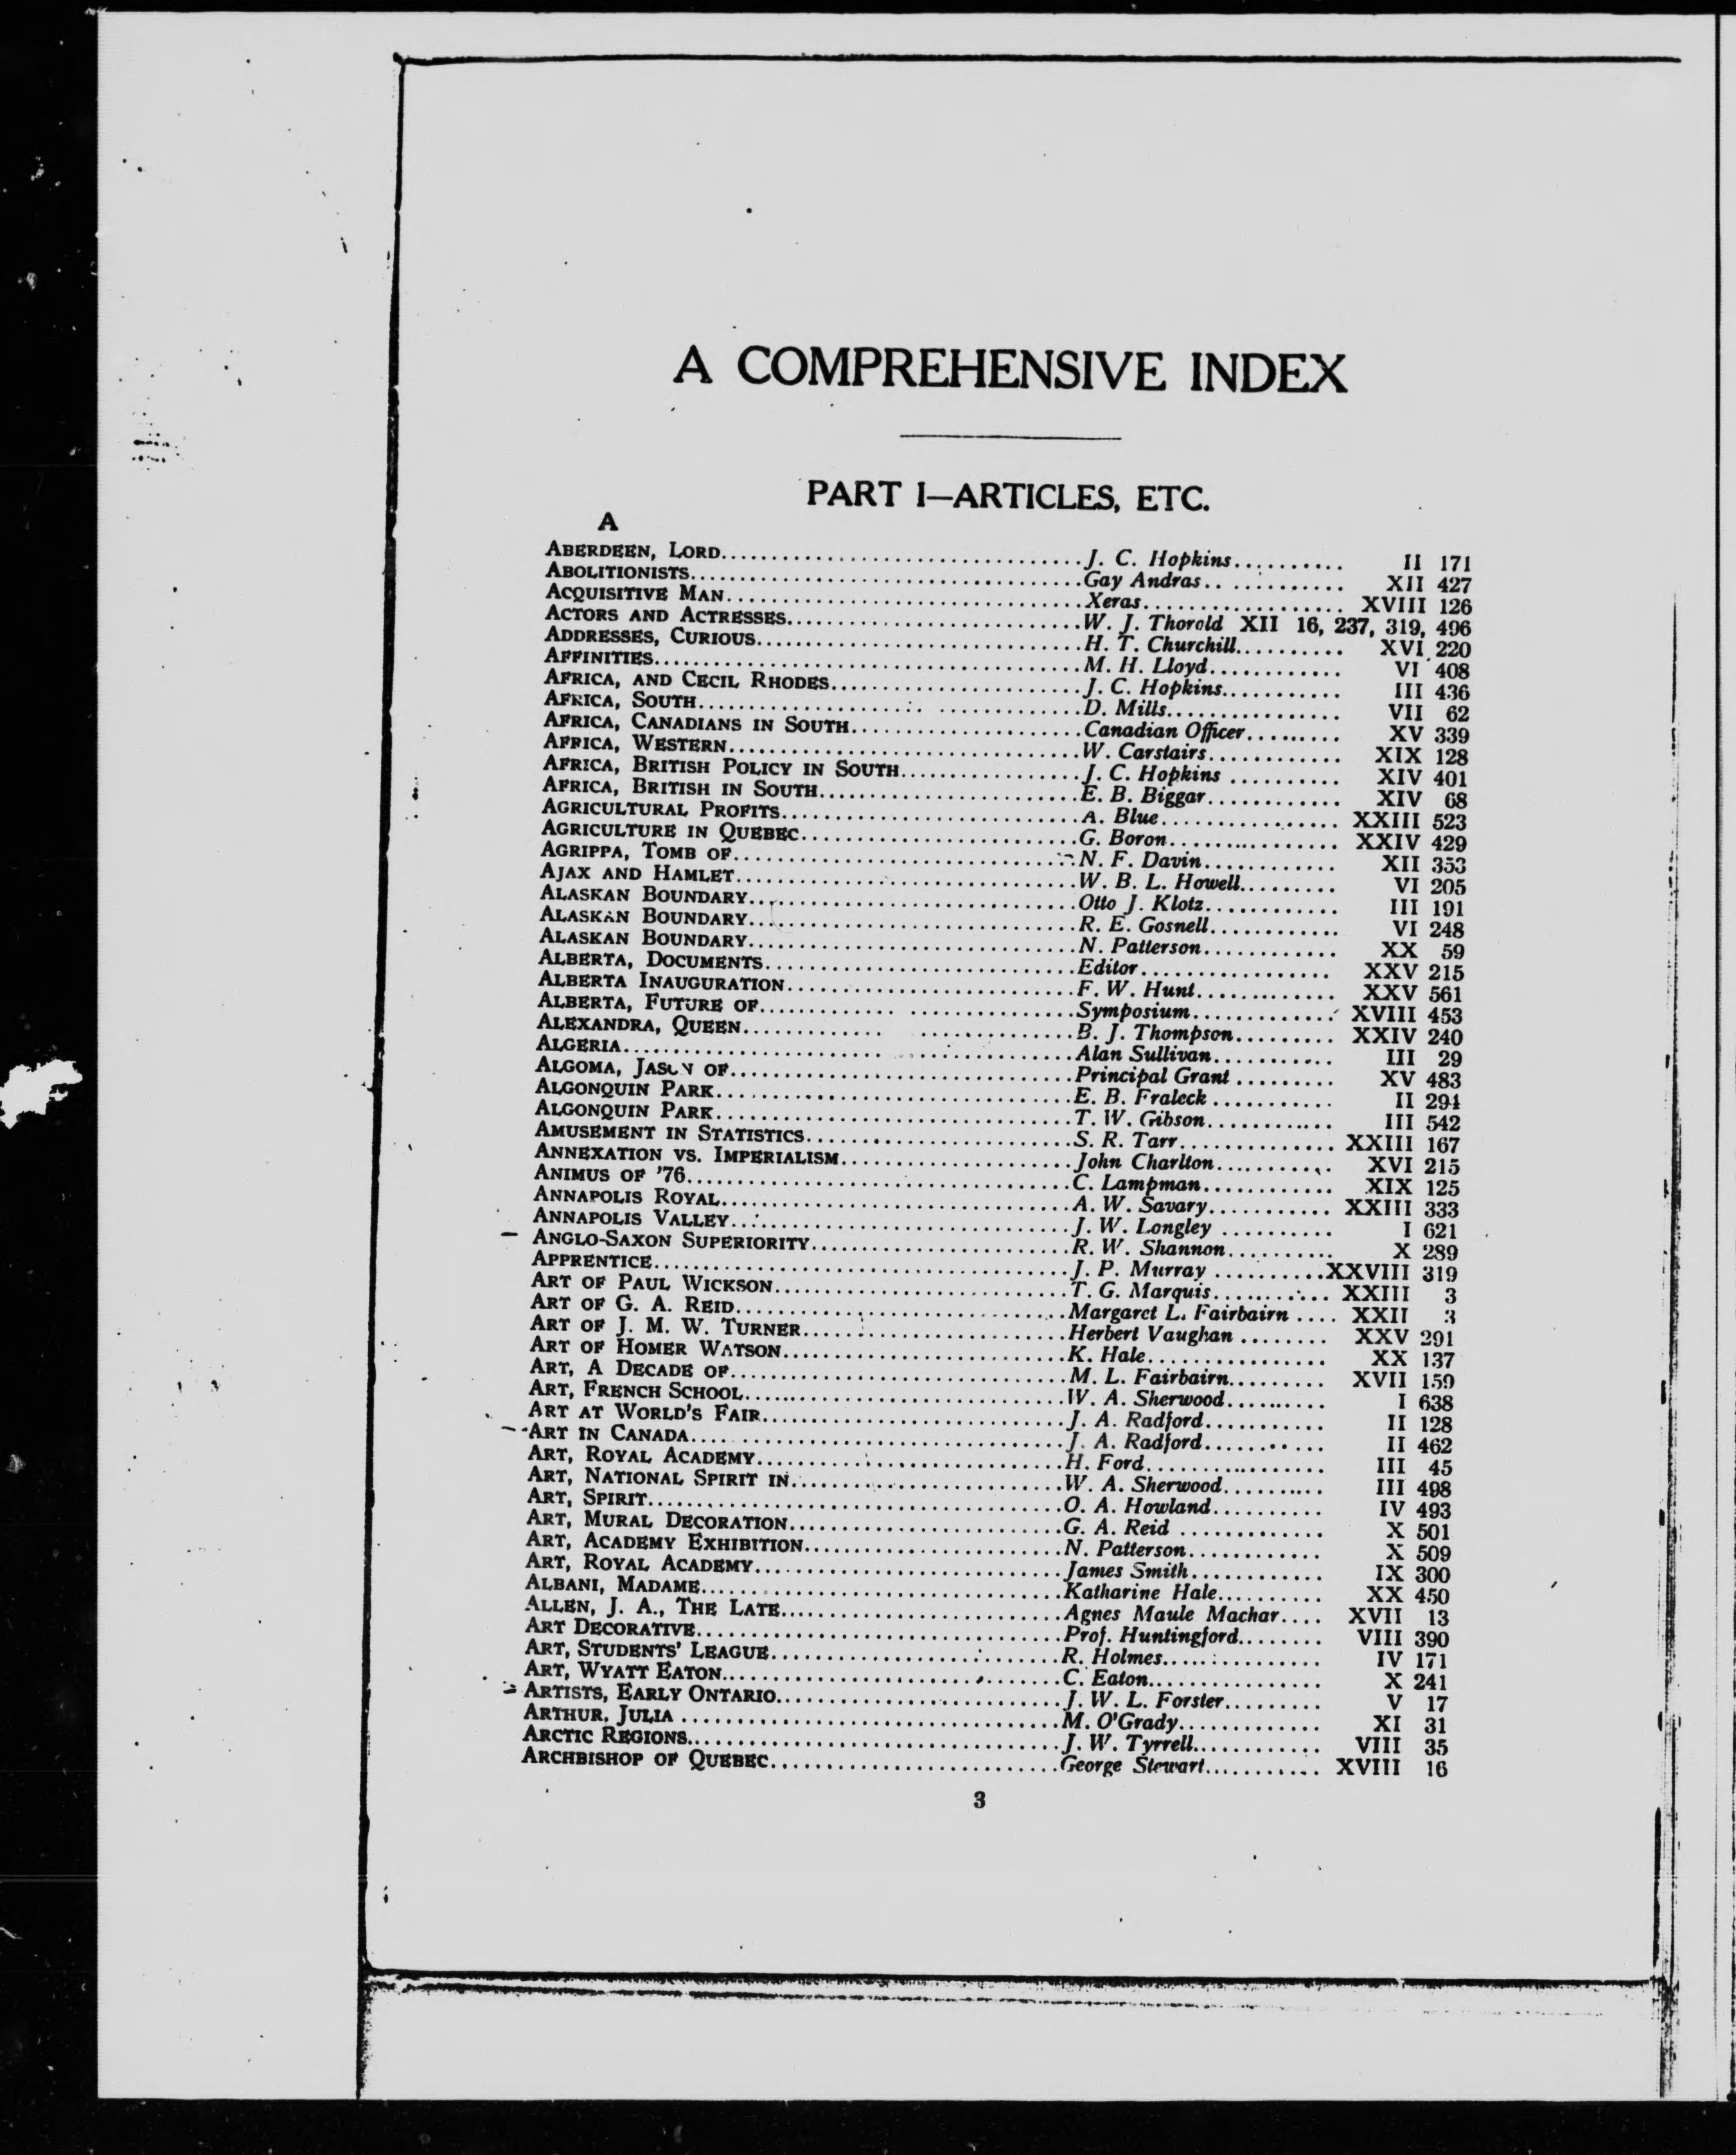 A COMPREHENSIVE INDEX
PART I—ARTICLES, ETC.
A
ABERDEEN, LORD........................................J. C. Hopkins........... II 171
ABOLITIONISTS........................................Gay Andras.............. XII 427
ACQUISITIVE MAN........................................Xeras................... XVIII 126
ACTORS AND ACTRESSES........................................W. J. Thorold XII 16, 237, 319, 496
ADDRESSES, CURIOUS........................................H. T. Churchill........... XVI 220
AFFINITIES........................................M. H. Lloyd............. VI 408
AFRICA, AND CECIL RHODES..........................J. C. Hopkins............ III 436
AFRICA, SOUTH........................................D. Mills.................. VII 62
AFRICA, CANADIANS IN SOUTH........................Canadian Officer.......... XV 339
AFRICA, WESTERN........................................W. Carstairs............. XIX 128
AFRICA, BRITISH POLICY IN SOUTH...................J. C. Hopkins .......... XIV 401
AFRICA, BRITISH IN SOUTH...........................E. B. Biggar............. XIV 68
AGRICULTURAL PROFITS...............................A. Blue.................. XXIII 523
AGRICULTURE IN QUEBEC.............................G. Boron.................. XXIV 429
AGRIPPA, TOMB OF...................................N. F. Davin.............. XII 353
AJAX AND HAMLET...................................W. B. L. Howell.......... VI 205
ALASKAN BOUNDARY..................................Otto J. Klotz............. III 191
ALASKAN BOUNDARY..................................R. E. Gosnell............. VI 248
ALASKAN BOUNDARY..................................N. Patterson............. XX 59
ALBERTA, DOCUMENTS................................Editor................... XXV 215
ALBERTA INAUGURATION..............................F. W. Hunt.............. XXV 561
ALBERTA, FUTURE OF................................Symposium............... XVIII 453
ALEXANDRA, QUEEN..................................B. J. Thompson.......... XXIV 240
ALGERIA............................................Alan Sullivan............ III 29
ALGOMA, JASON OF...................................Principal Grant .......... XV 483
ALGONQUIN PARK....................................E. B. Fraleck ............ II 294
ALGONQUIN PARK....................................T. W. Gibson............. III 542
AMUSEMENT IN STATISTICS...........................S. R. Tarr................ XXIII 167
ANNEXATION VS. IMPERIALISM........................John Charlton............ XVI 215
ANIMUS OF '76......................................C. Lampman............. XIX 125
ANNAPOLIS ROYAL...................................A. W. Savary............. XXIII 333
ANNAPOLIS VALLEY..................................J. W. Longley ........... I 621
ANGLO-SAXON SUPERIORITY...........................R. W. Shannon........... X 289
APPRENTICE.........................................J. P. Murray ...........XXVIII 319
ART OF PAUL WICKSON...............................T. G. Marquis............ XXIII 3
ART OF G. A. REID..................................Margaret L. Fairbairn .... XXII 3
ART OF J. M. W. TURNER............................Herbert Vaughan ........ XXV 291
ART OF HOMER WATSON..............................K. Hale.................. XX 137
ART, A DECADE OF...................................M. L. Fairbairn.......... XVII 159
ART, FRENCH SCHOOL................................W. A. Sherwood.......... I 638
ART AT WORLD'S FAIR...............................J. A. Radford............ II 128
ART IN CANADA......................................J. A. Radford............ II 462
ART, ROYAL ACADEMY................................H. Ford.................. III 45
ART, NATIONAL SPIRIT IN............................W. A. Sherwood.......... III 498
ART, SPIRIT.........................................O. A. Howland........... IV 493
ART, MURAL DECORATION.............................G. A. Reid .............. X 501
ART, ACADEMY EXHIBITION...........................N. Patterson............. X 509
ART, ROYAL ACADEMY................................James Smith............. IX 300
ALBANI, MADAME....................................Katharine Hale........... XX 450
ALLEN, J. A., THE LATE.............................Agnes Maule Machar.... XVII 13
ART DECORATIVE....................................Prof. Huntingford........ VIII 390
ART, STUDENTS' LEAGUE.............................R. Holmes................ IV 171
ART, WYATT EATON..................................C. Eaton................. X 241
ARTISTS, EARLY ONTARIO............................J. W. L. Forster.......... V 17
ARTHUR, JULIA .....................................M. O'Grady.............. XI 31
ARCTIC REGIONS.....................................J. W. Tyrrell............. VIII 35
ARCHBISHOP OF QUEBEC.............................George Stewart............ XVIII 16
3